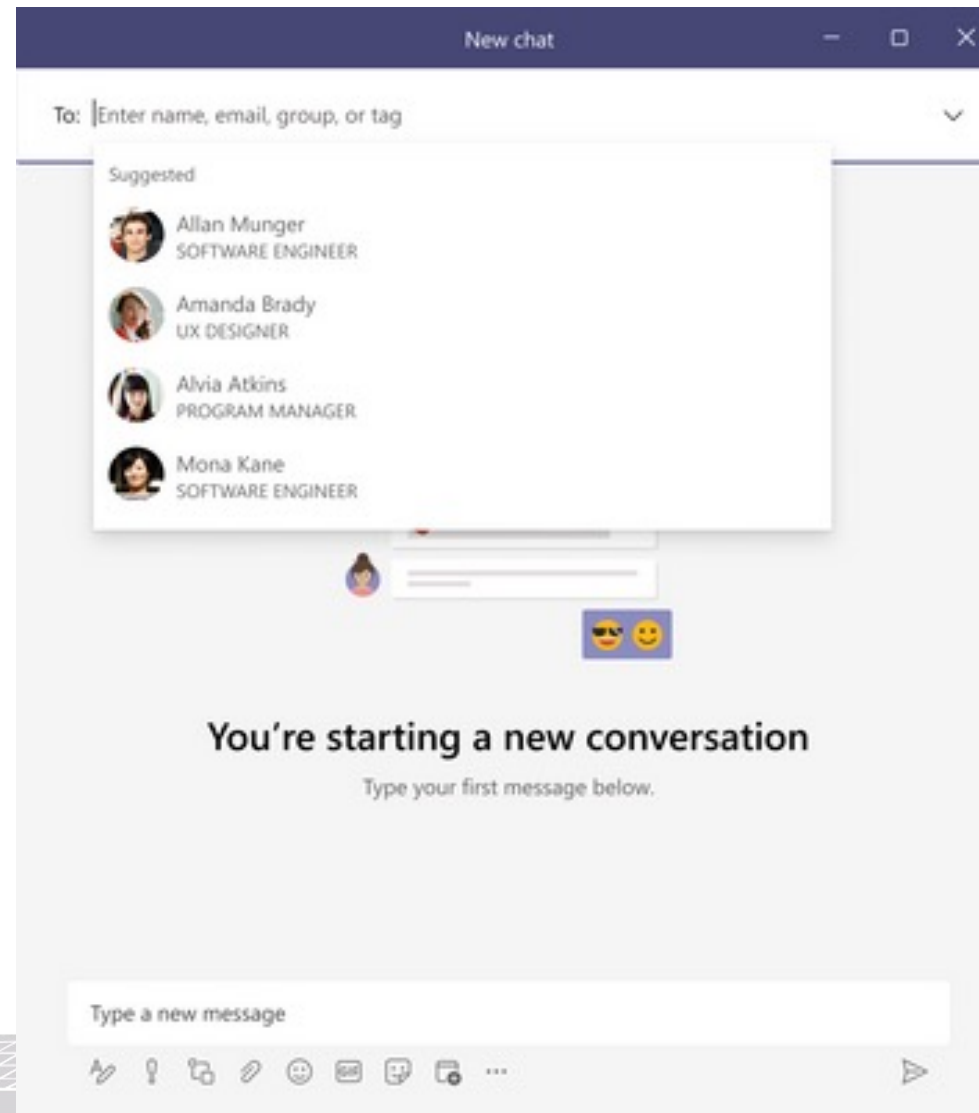 New chat
To: Enter name, email, group, or tag
Suggested
Allan Munger
SOFTWARE ENGINEER
Amanda Brady
UX DESIGNER
Alvia Atkins
PROGRAM MANAGER
Mona Kane
SOFTWARE ENGINEER
You're starting a new conversation
Type your first message below.
Type a new message
GIF